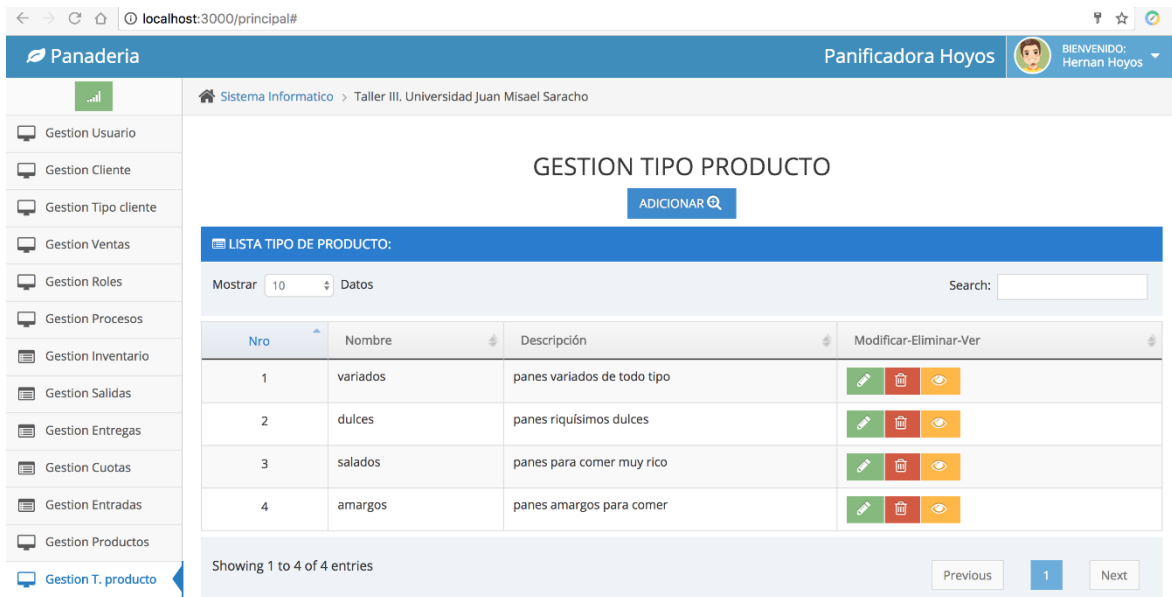 localhost:3000/principal#
Panaderia
Panificadora Hoyos
BIENVENIDO:
Hernan Hoyos
Sistema Informatico > Taller III. Universidad Juan Misael Saracho
Gestion Usuario
Gestion Cliente
Gestion Tipo cliente
Gestion Ventas
Gestion Roles
Gestion Procesos
Gestion Inventario
Gestion Salidas
Gestion Entregas
Gestion Cuotas
Gestion Entradas
Gestion Productos
Gestion T. producto
GESTION TIPO PRODUCTO
ADICIONAR
LISTA TIPO DE PRODUCTO:
Mostrar 10 Datos Search:
Nro Nombre Descripción Modificar-Eliminar-Ver
1 variados panes variados de todo tipo
2 dulces panes riquísimos dulces
3 salados panes para comer muy rico
4 amargos panes amargos para comer
Showing 1 to 4 of 4 entries
Previous 1 Next